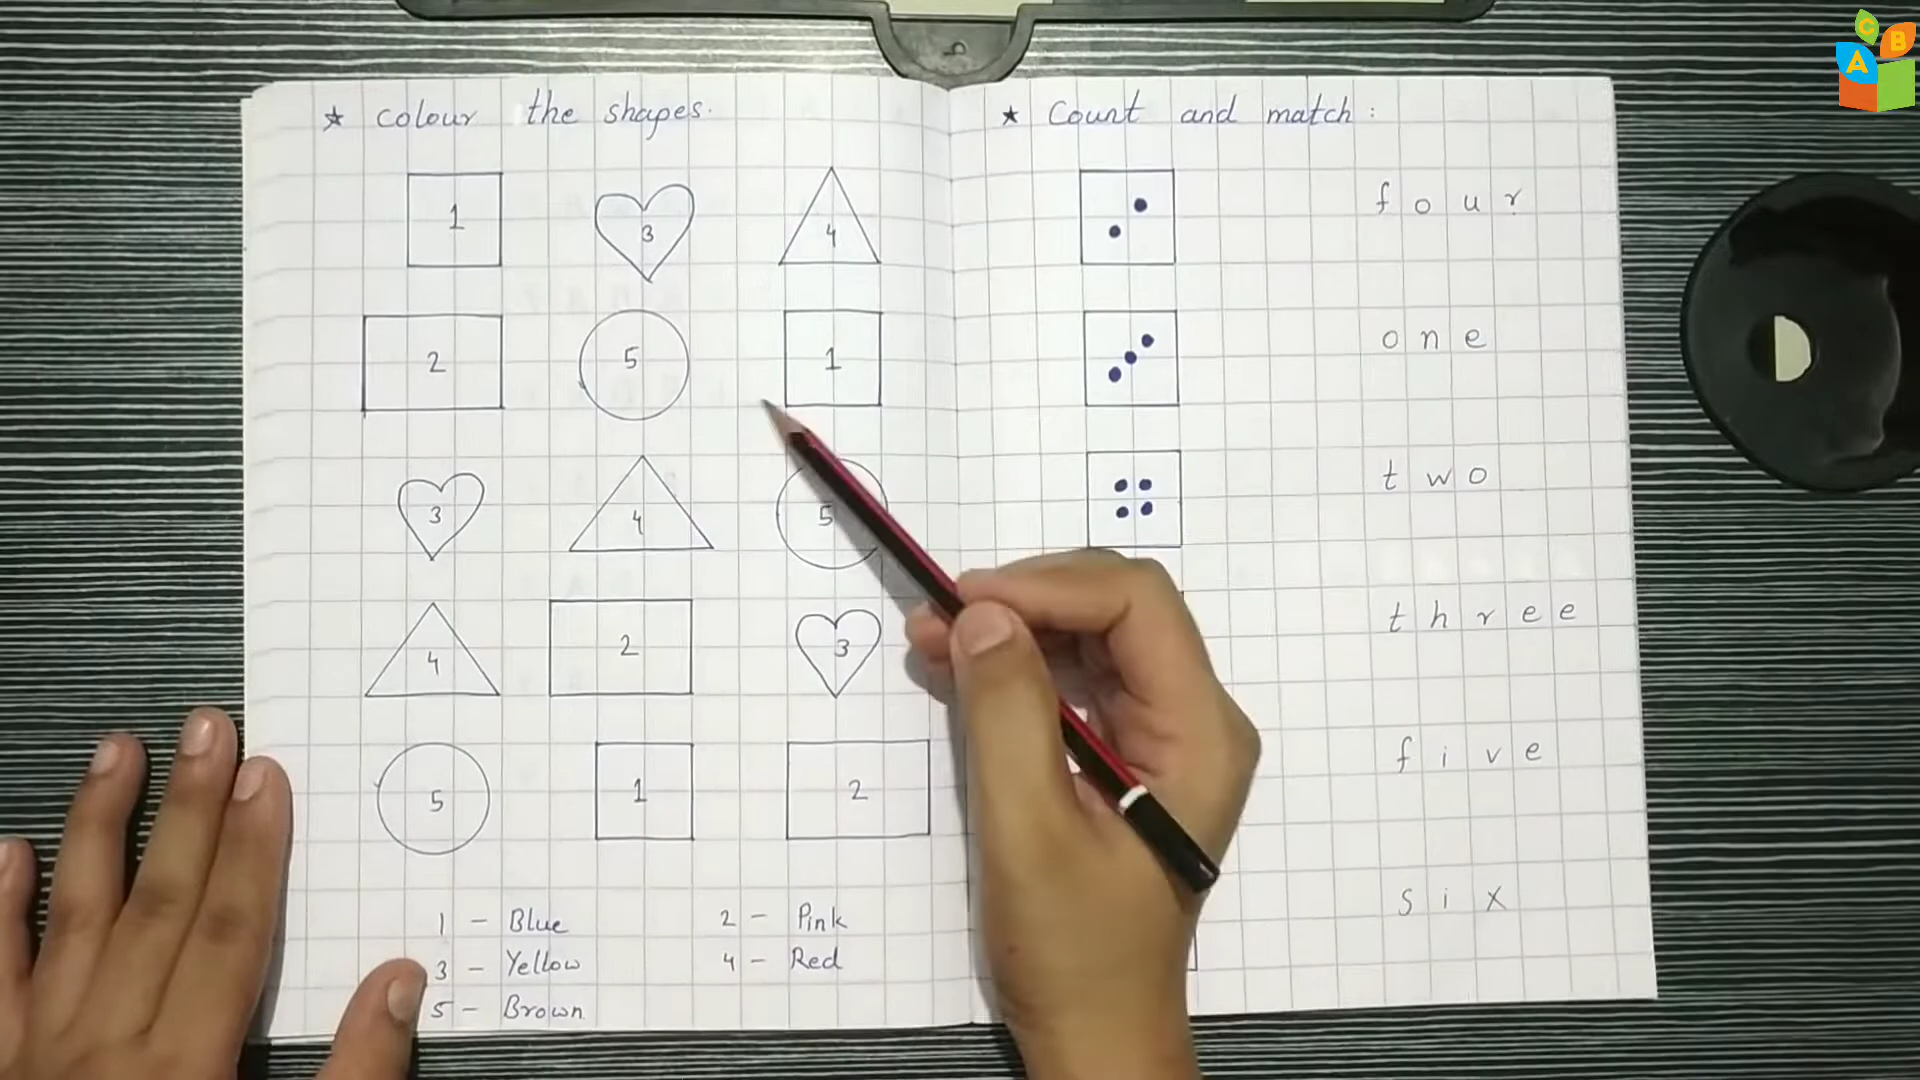 ★ Colour the shapes.
1 3 4
2 5 1
3 4 5
4 2 3
5 1 2
1 - Blue 2 - Pink
3 - Yellow 4 - Red
5 - Brown
★ Count and match :
four
one
two
three
five
six
A C B